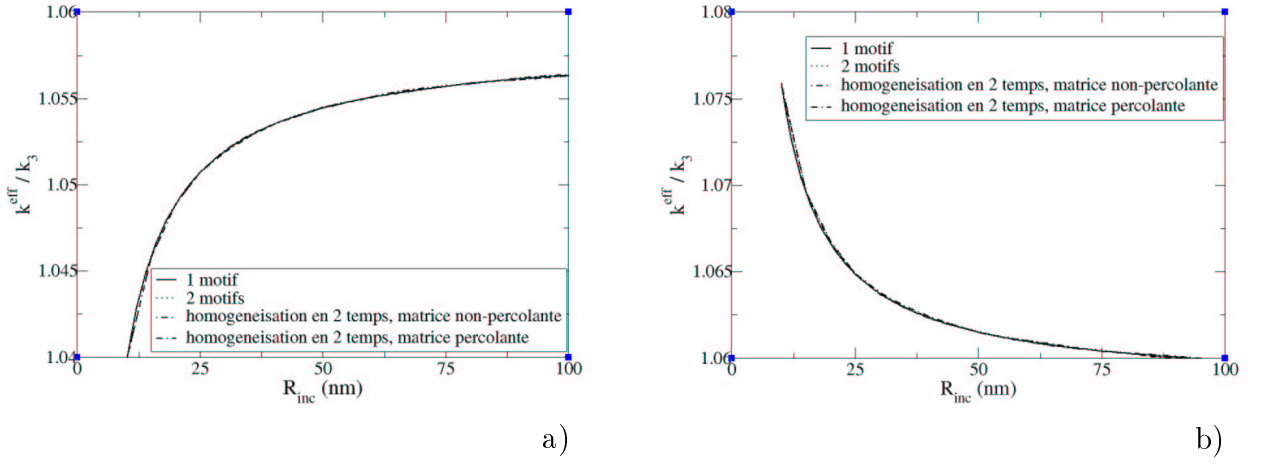 1.06
1.055
1.05
1.045
1.04
k^eff / k_3
1 motif
2 motifs
homogeneisation en 2 temps, matrice non-percolante
homogeneisation en 2 temps, matrice percolante
0 25 50 75 100
R_inc (nm)
a)
1.08
1.075
1.07
1.065
1.06
k^eff / k_3
1 motif
2 motifs
homogeneisation en 2 temps, matrice non-percolante
homogeneisation en 2 temps, matrice percolante
0 25 50 75 100
R_inc (nm)
b)